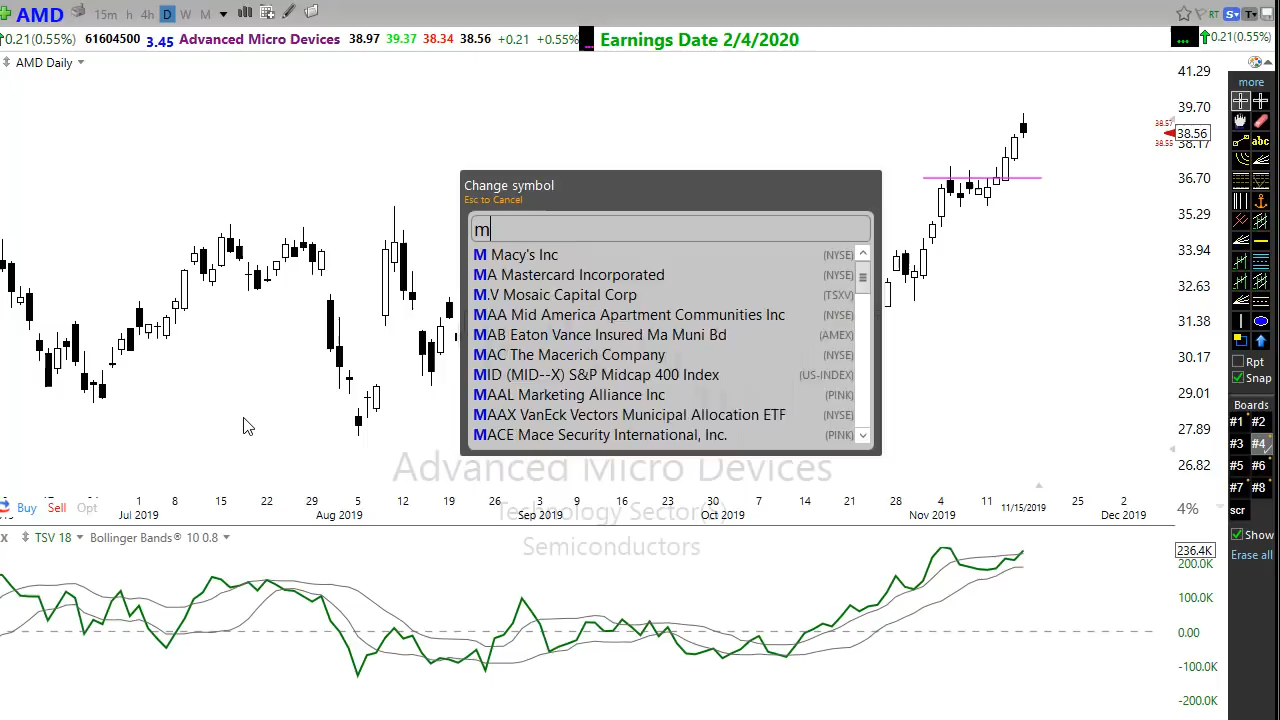 AMD 15m h 4h D W M RT S T
0.21(0.55%) 61604500 3.45 Advanced Micro Devices 38.97 39.37 38.34 38.56 +0.21 +0.55% ... Earnings Date 2/4/2020 ... 0.21(0.55%)
AMD Daily
more
41.29
39.70
38.57
38.56
38.55
38.17
36.70
35.29
33.94
32.63
31.38
30.17
29.01
27.89
26.82
abc
Rpt
Snap
Boards
#1 #2
#3 #4
#5 #6
#7 #8
scr
Show
Erase all
Change symbol
Esc to Cancel
m
M Macy's Inc (NYSE)
MA Mastercard Incorporated (NYSE)
M.V Mosaic Capital Corp (TSXV)
MAA Mid America Apartment Communities Inc (NYSE)
MAB Eaton Vance Insured Ma Muni Bd (AMEX)
MAC The Macerich Company (NYSE)
MID (MID--X) S&P Midcap 400 Index (US-INDEX)
MAAL Marketing Alliance Inc (PINK)
MAAX VanEck Vectors Municipal Allocation ETF (NYSE)
MACE Mace Security International, Inc. (PINK)
Advanced Micro Devices
Technology Sector
Semiconductors
1 8 15 22 29 5 12 19 26 3 9 16 23 30 7 14 21 28 4 11 25 2
Buy Sell Opt
Jul 2019 Aug 2019 Sep 2019 Oct 2019 Nov 2019 11/15/2019 Dec 2019
4%
X TSV 18 Bollinger Bands® 10 0.8
236.4K
200.0K
100.0K
0.00
-100.0K
-200.0K